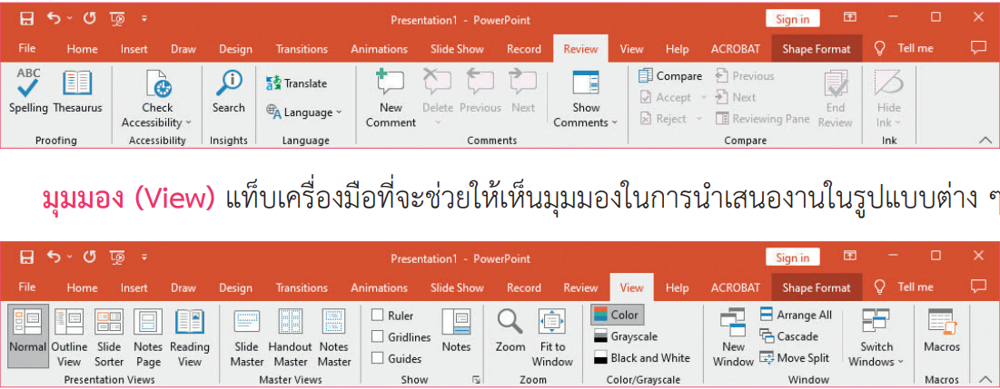 Presentation1 - PowerPoint Sign in
File Home Insert Draw Design Transitions Animations Slide Show Record Review View Help ACROBAT Shape Format Tell me
ABC
Spelling Thesaurus Check Accessibility Search Translate Language New Comment Delete Previous Next Show Comments Compare Accept Reject Previous Next Reviewing Pane End Review Hide Ink
Proofing Accessibility Insights Language Comments Compare Ink
มุมมอง (View) แท็บเครื่องมือที่จะช่วยให้เห็นมุมมองในการนำเสนองานในรูปแบบต่าง ๆ
Presentation1 - PowerPoint Sign in
File Home Insert Draw Design Transitions Animations Slide Show Record Review View Help ACROBAT Shape Format Tell me
Normal Outline View Slide Sorter Notes Page Reading View Slide Master Handout Master Notes Master Ruler Gridlines Guides Notes Zoom Fit to Window Color Grayscale Black and White New Window Arrange All Cascade Move Split Switch Windows Macros
Presentation Views Master Views Show Zoom Color/Grayscale Window Macros